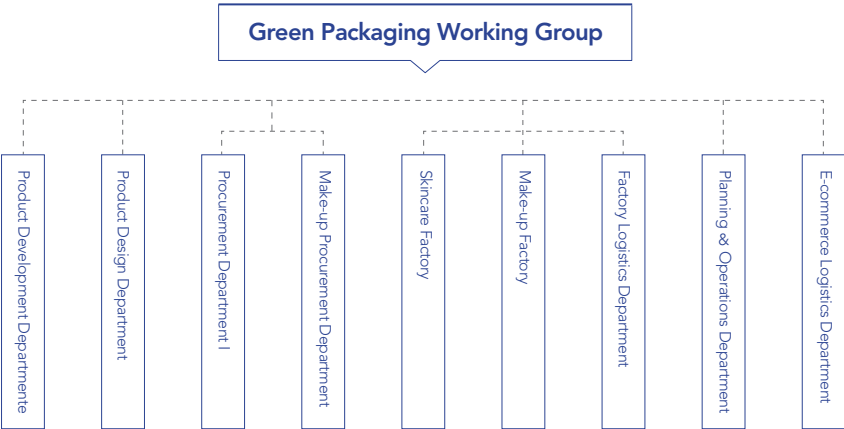 Green Packaging Working Group
Product Development Departmente
Product Design Department
Procurement Department I
Make-up Procurement Department
Skincare Factory
Make-up Factory
Factory Logistics Department
Planning & Operations Department
E-commerce Logistics Department